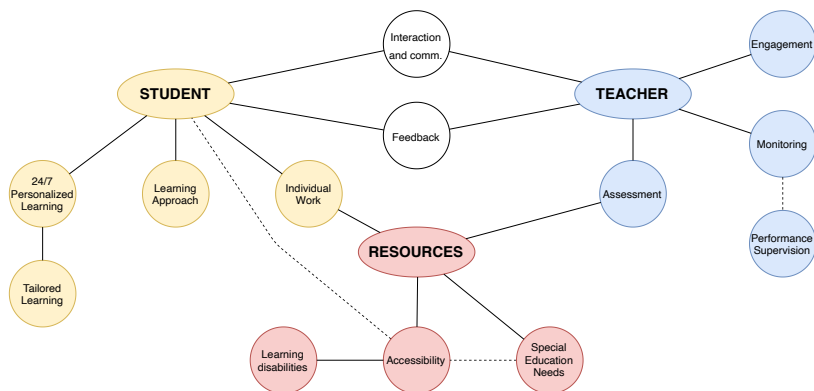 Interaction
and comm.
Engagement
STUDENT
TEACHER
Feedback
Monitoring
24/7
Personalized
Learning
Learning
Approach
Individual
Work
Assessment
RESOURCES
Performance
Supervision
Tailored
Learning
Learning
disabilities
Accessibility
Special
Education
Needs